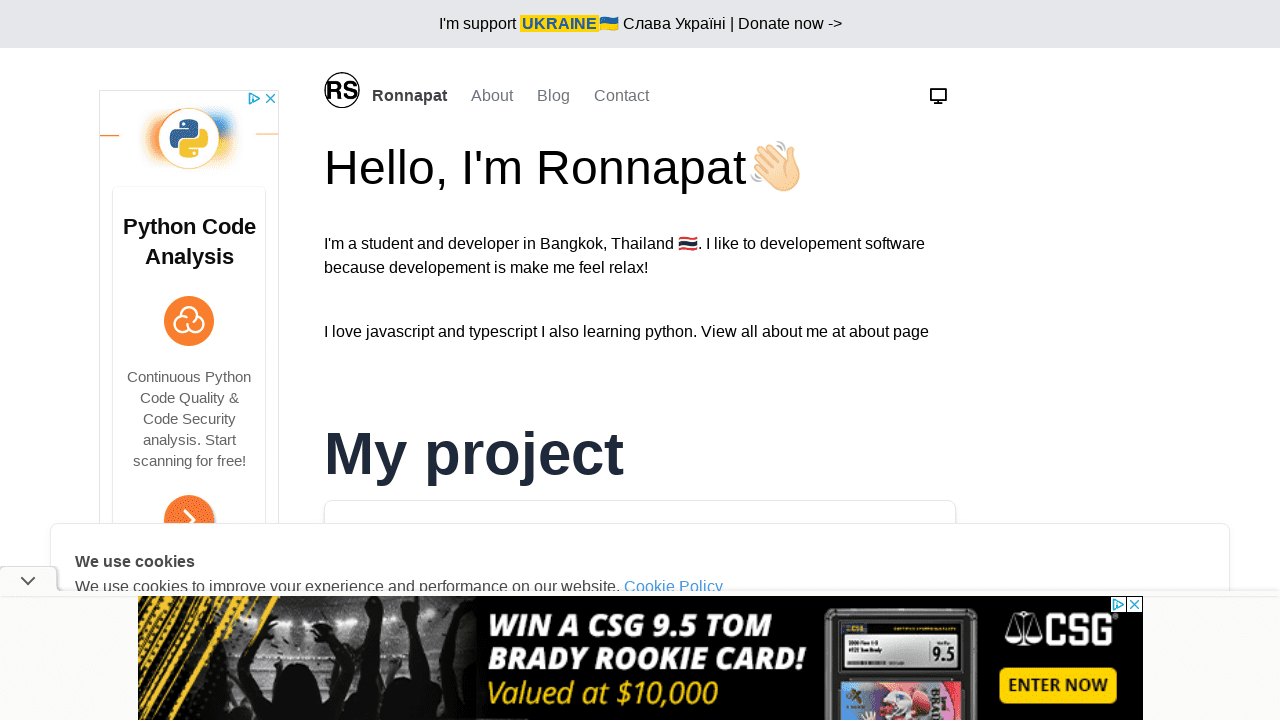 I'm support UKRAINE🇺🇦 Слава Україні | Donate now ->
RS Ronnapat About Blog Contact
Hello, I'm Ronnapat👋🏻
I'm a student and developer in Bangkok, Thailand 🇹🇭. I like to developement software
because developement is make me feel relax!
I love javascript and typescript I also learning python. View all about me at about page
My project
Python Code
Analysis
Continuous Python
Code Quality &
Code Security
analysis. Start
scanning for free!
We use cookies
We use cookies to improve your experience and performance on our website. Cookie Policy
WIN A CSG 9.5 TOM
BRADY ROOKIE CARD!
Valued at $10,000
CSG
9.5
ENTER NOW